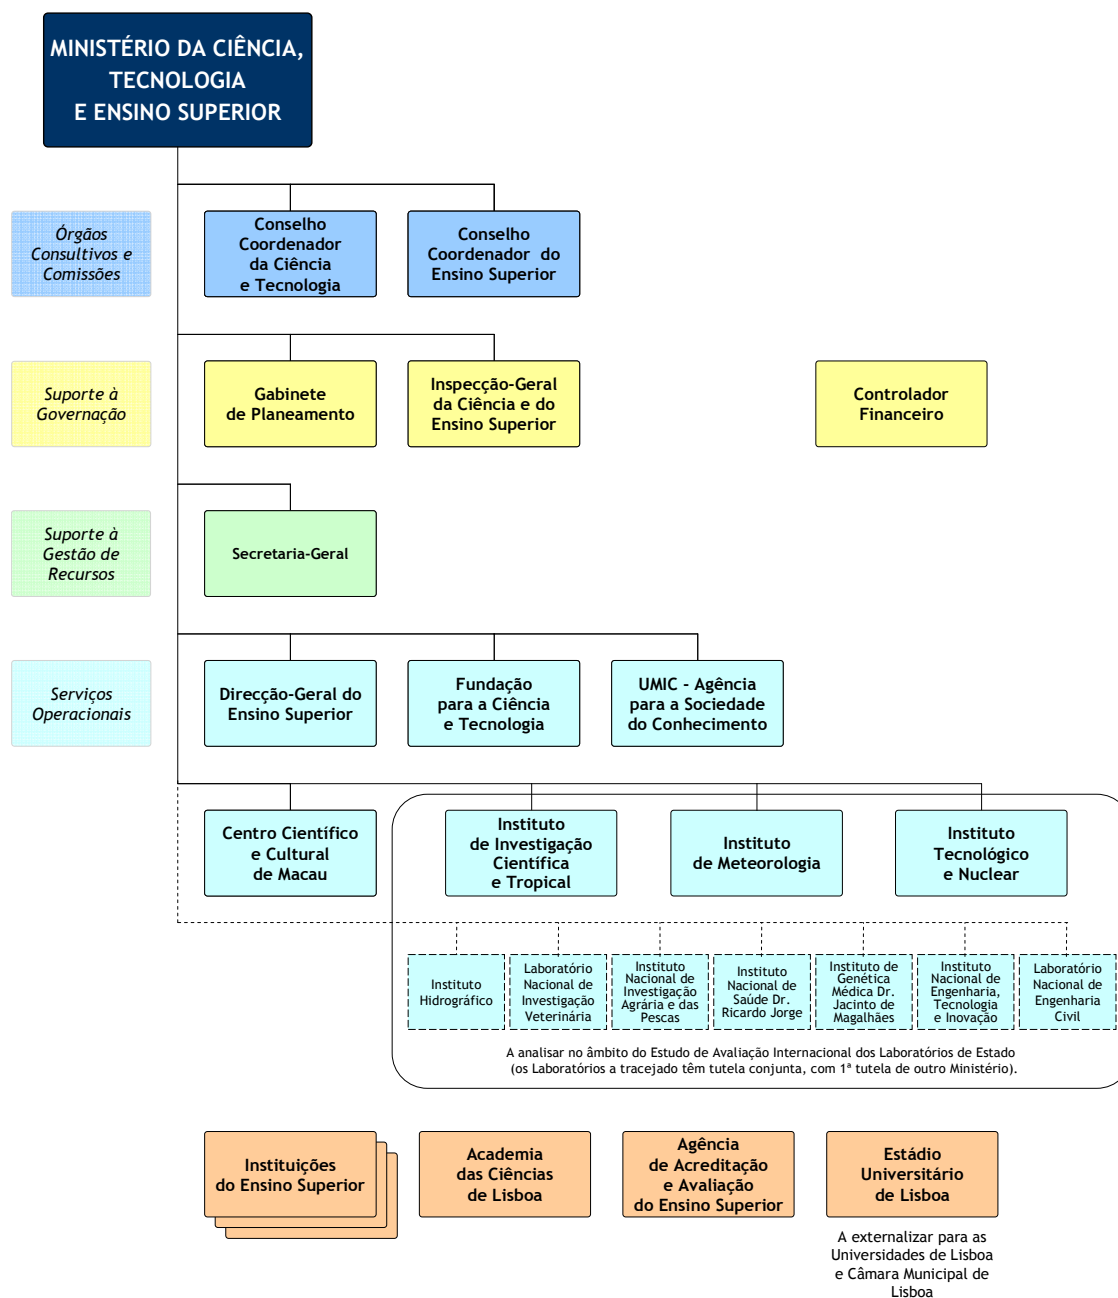 MINISTÉRIO DA CIÊNCIA,
TECNOLOGIA
E ENSINO SUPERIOR
Órgãos
Consultivos e
Comissões
Conselho
Coordenador
da Ciência
e Tecnologia
Conselho
Coordenador do
Ensino Superior
Suporte à
Governação
Gabinete
de Planeamento
Inspecção-Geral
da Ciência e do
Ensino Superior
Controlador
Financeiro
Suporte à
Gestão de
Recursos
Secretaria-Geral
Serviços
Operacionais
Direcção-Geral do
Ensino Superior
Fundação
para a Ciência
e Tecnologia
UMIC - Agência
para a Sociedade
do Conhecimento
Centro Científico
e Cultural
de Macau
Instituto
de Investigação
Científica
e Tropical
Instituto
de Meteorologia
Instituto
Tecnológico
e Nuclear
Instituto
Hidrográfico
Laboratório
Nacional de
Investigação
Veterinária
Instituto
Nacional de
Investigação
Agrária e das
Pescas
Instituto
Nacional de
Saúde Dr.
Ricardo Jorge
Instituto de
Genética
Médica Dr.
Jacinto de
Magalhães
Instituto
Nacional de
Engenharia,
Tecnologia
e Inovação
Laboratório
Nacional de
Engenharia
Civil
A analisar no âmbito do Estudo de Avaliação Internacional dos Laboratórios de Estado
(os Laboratórios a tracejado têm tutela conjunta, com 1ª tutela de outro Ministério).
Instituições
do Ensino Superior
Academia
das Ciências
de Lisboa
Agência
de Acreditação
e Avaliação
do Ensino Superior
Estádio
Universitário
de Lisboa
A externalizar para as
Universidades de Lisboa
e Câmara Municipal de
Lisboa